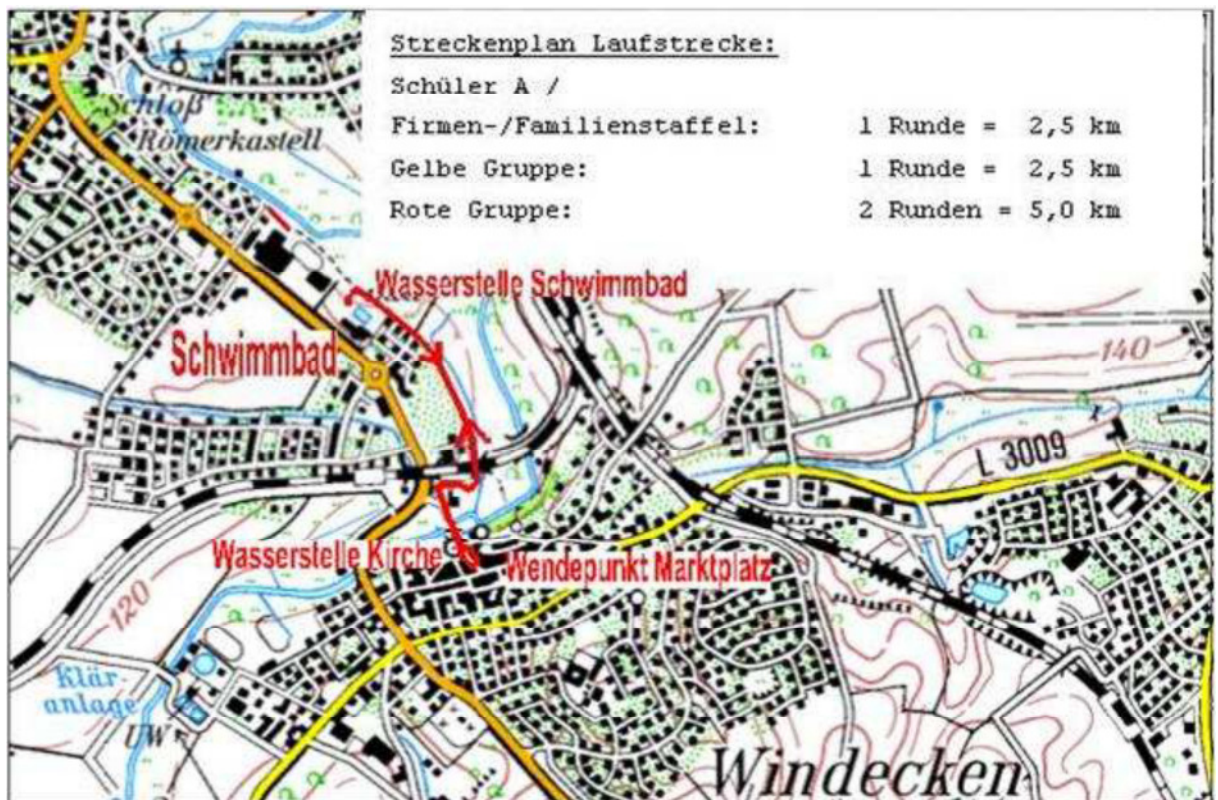 Streckenplan Laufstrecke:
Schüler A /
Firmen-/Familienstaffel: 1 Runde = 2,5 km
Gelbe Gruppe: 1 Runde = 2,5 km
Rote Gruppe: 2 Runden = 5,0 km
Schloß
Römerkastell
Wasserstelle Schwimmbad
Schwimmbad
140
L 3009
Wasserstelle Kirche
Wendepunkt Marktplatz
120
Klär-
anlage
UW
Windecken